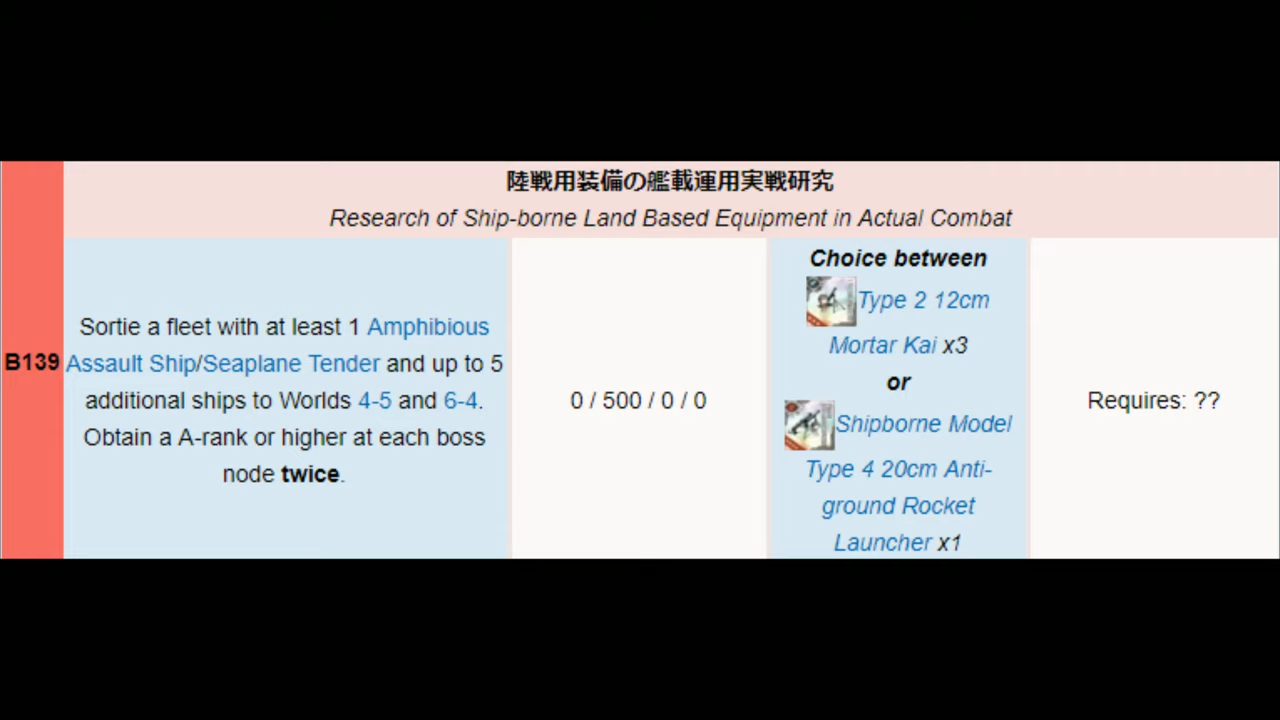 陸戦用装備の艦載運用実戦研究
Research of Ship-borne Land Based Equipment in Actual Combat
B139
Sortie a fleet with at least 1 Amphibious
Assault Ship/Seaplane Tender and up to 5
additional ships to Worlds 4-5 and 6-4.
Obtain a A-rank or higher at each boss
node twice.
0 / 500 / 0 / 0
Choice between
Type 2 12cm
Mortar Kai x3
or
Shipborne Model
Type 4 20cm Anti-
ground Rocket
Launcher x1
Requires: ??